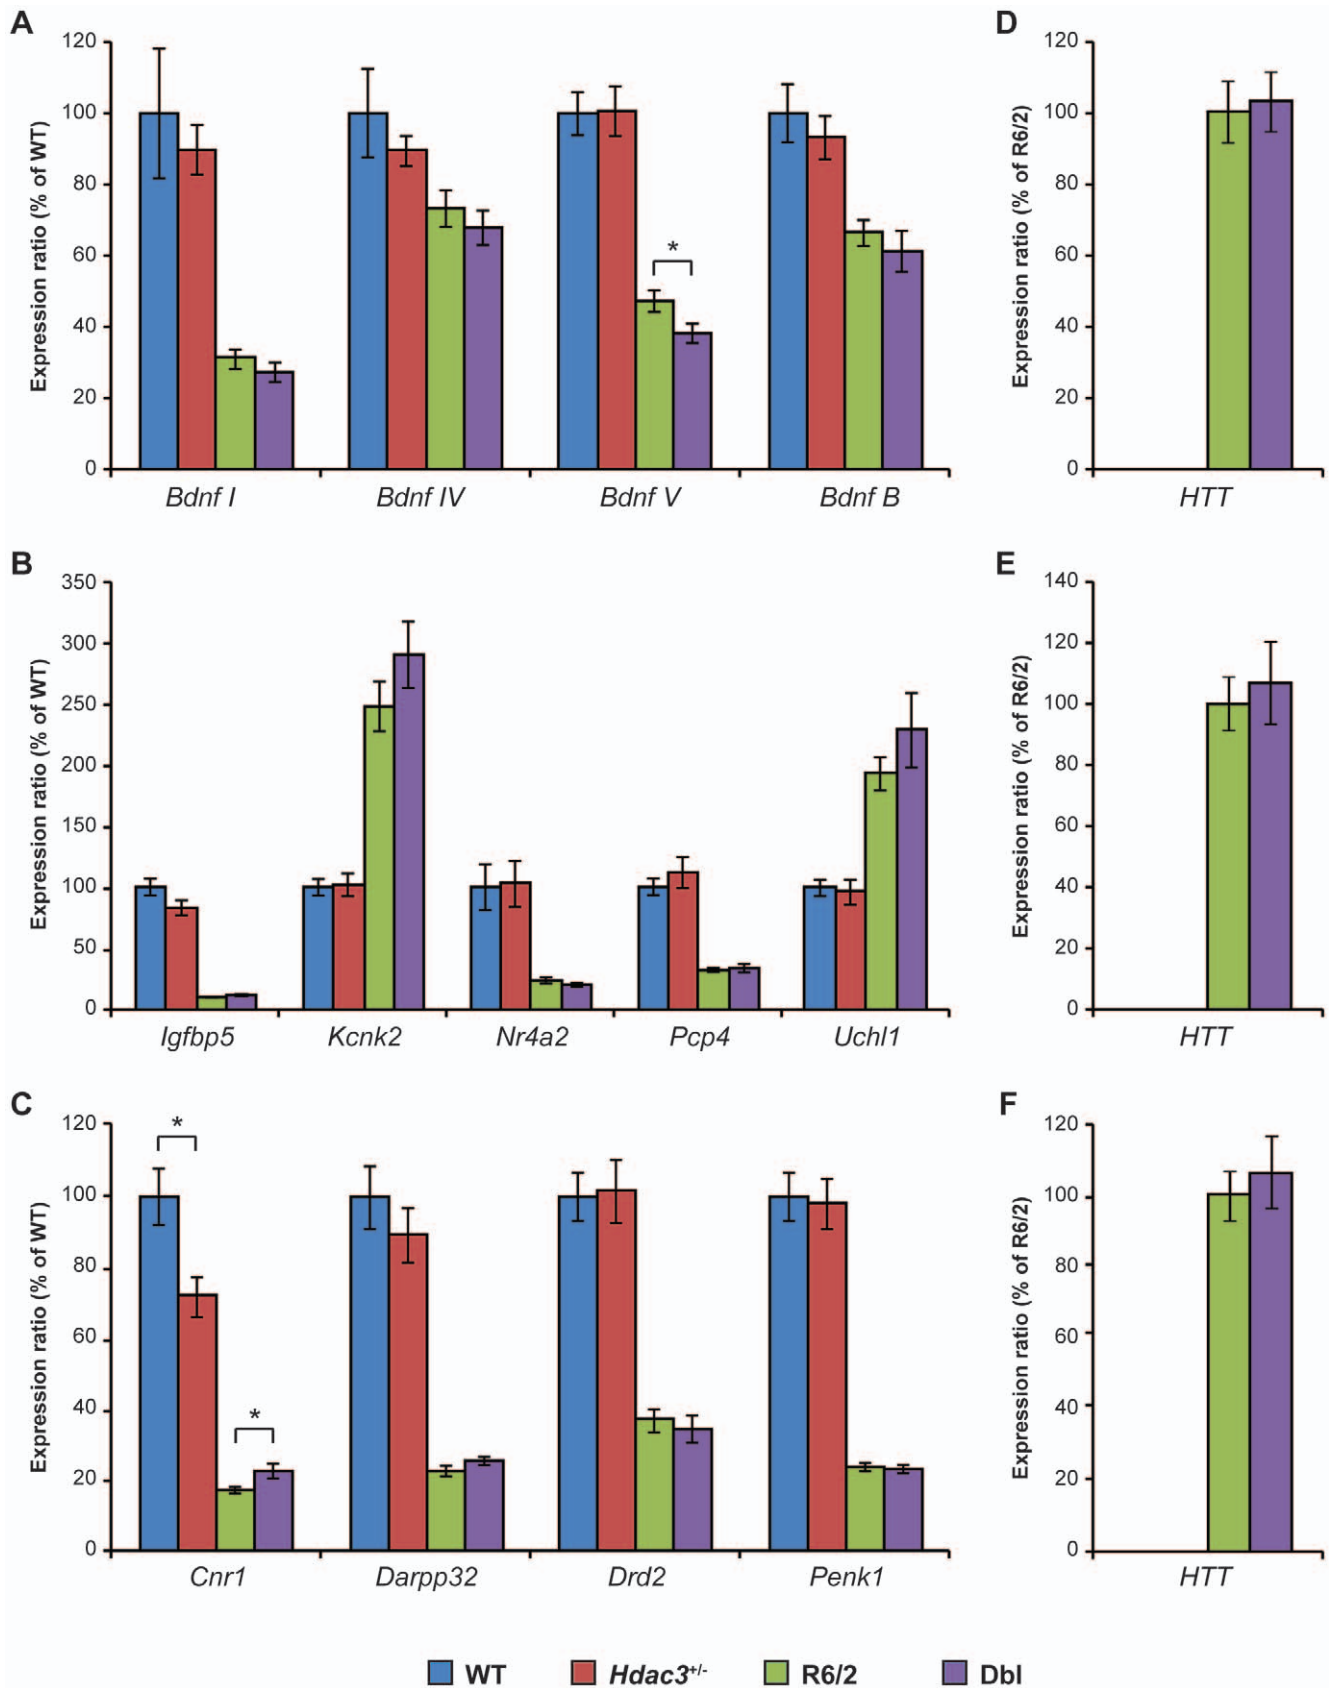 A
Expression ratio (% of WT)
120
100
80
60
40
20
0
*
Bdnf I
Bdnf IV
Bdnf V
Bdnf B
D
Expression ratio (% of R6/2)
120
100
80
60
40
20
0
HTT
B
Expression ratio (% of WT)
350
300
250
200
150
100
50
0
Igfbp5
Kcnk2
Nr4a2
Pcp4
Uchl1
E
Expression ratio (% of R6/2)
140
120
100
80
60
40
20
0
HTT
C
Expression ratio (% of WT)
120
100
80
60
40
20
0
*
*
Cnr1
Darpp32
Drd2
Penk1
F
Expression ratio (% of R6/2)
120
100
80
60
40
20
0
HTT
WT
Hdac3+/-
R6/2
Dbl